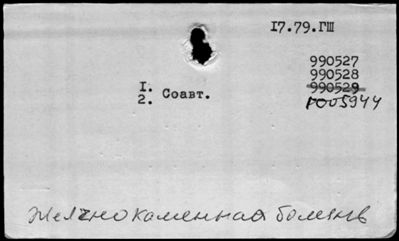 17.79.ГШ
990527
990528
990529
1005944
1. Соавт.
2.
Желчнокаменная болезнь